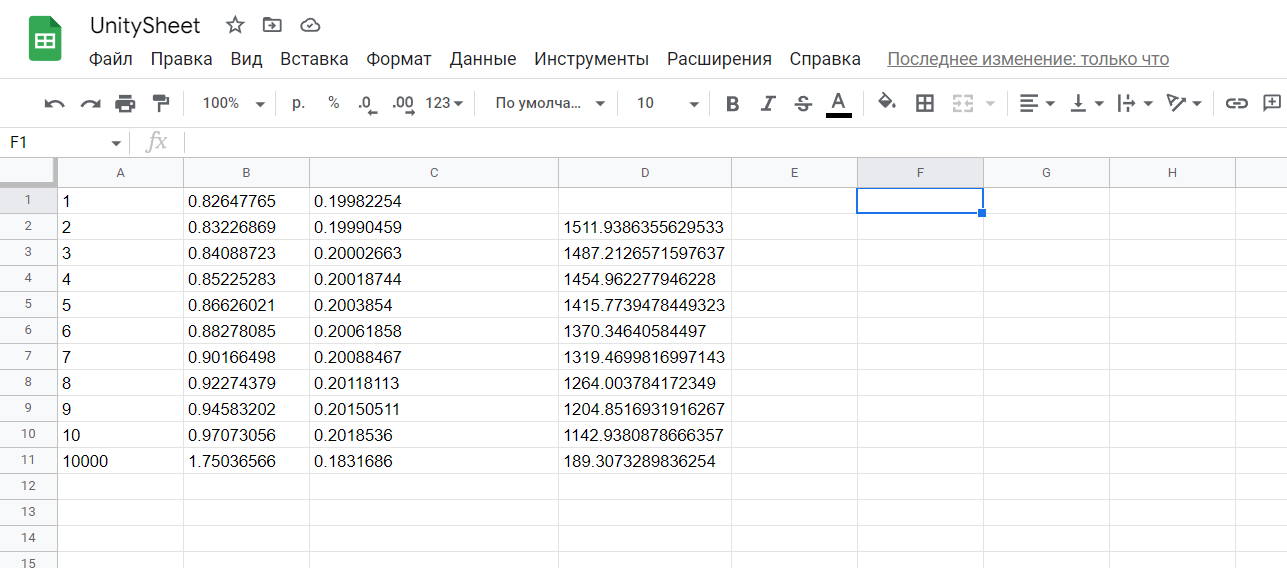 UnitySheet
Файл Правка Вид Вставка Формат Данные Инструменты Расширения Справка Последнее изменение: только что
100% р. % .0 .00 123 По умолча... 10 B I S A
F1 fx
A B C D E F G H
1 1 0.82647765 0.19982254
2 2 0.83226869 0.19990459 1511.9386355629533
3 3 0.84088723 0.20002663 1487.2126571597637
4 4 0.85225283 0.20018744 1454.962277946228
5 5 0.86626021 0.2003854 1415.7739478449323
6 6 0.88278085 0.20061858 1370.34640584497
7 7 0.90166498 0.20088467 1319.4699816997143
8 8 0.92274379 0.20118113 1264.003784172349
9 9 0.94583202 0.20150511 1204.8516931916267
10 10 0.97073056 0.2018536 1142.9380878666357
11 10000 1.75036566 0.1831686 189.3073289836254
12
13
14
15